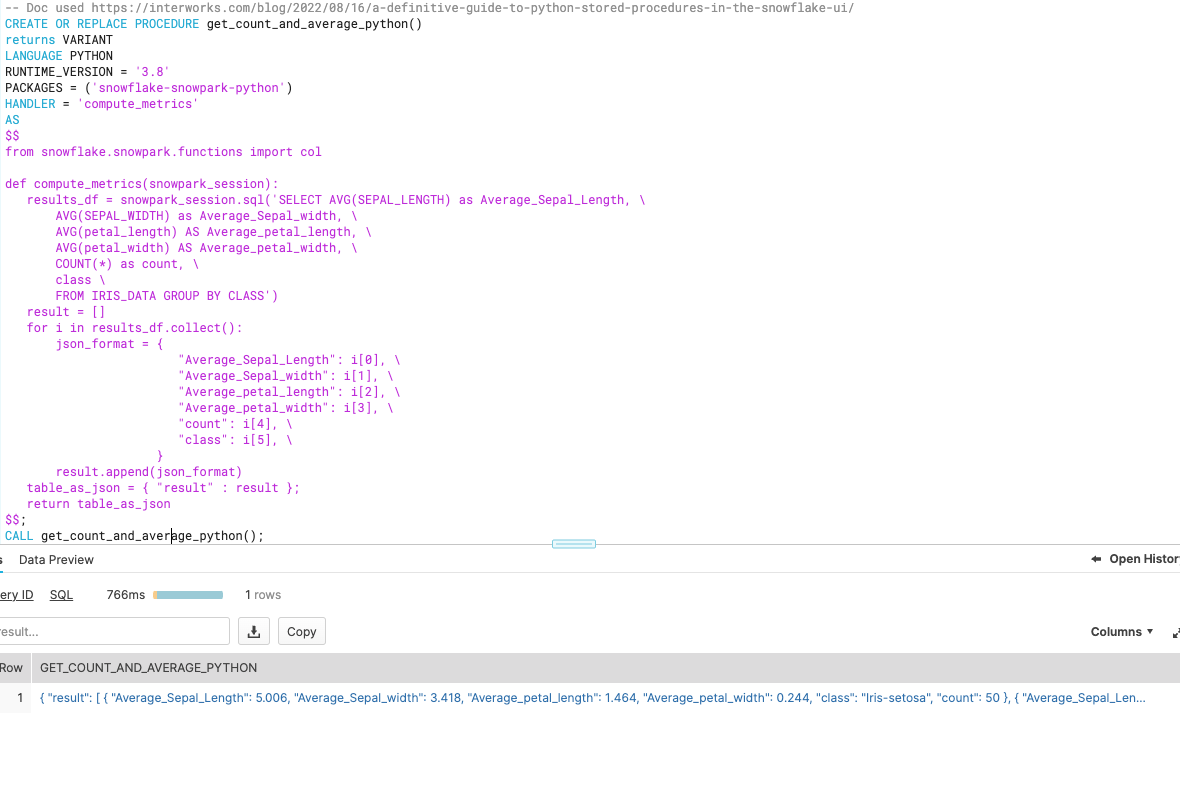 -- Doc used https://interworks.com/blog/2022/08/16/a-definitive-guide-to-python-stored-procedures-in-the-snowflake-ui/
CREATE OR REPLACE PROCEDURE get_count_and_average_python()
returns VARIANT
LANGUAGE PYTHON
RUNTIME_VERSION = '3.8'
PACKAGES = ('snowflake-snowpark-python')
HANDLER = 'compute_metrics'
AS
$$
from snowflake.snowpark.functions import col

def compute_metrics(snowpark_session):
   results_df = snowpark_session.sql('SELECT AVG(SEPAL_LENGTH) as Average_Sepal_Length, \
       AVG(SEPAL_WIDTH) as Average_Sepal_width, \
       AVG(petal_length) AS Average_petal_length, \
       AVG(petal_width) AS Average_petal_width, \
       COUNT(*) as count, \
       class \
       FROM IRIS_DATA GROUP BY CLASS')
   result = []
   for i in results_df.collect():
       json_format = {
                        "Average_Sepal_Length": i[0], \
                        "Average_Sepal_width": i[1], \
                        "Average_petal_length": i[2], \
                        "Average_petal_width": i[3], \
                        "count": i[4], \
                        "class": i[5], \
                     }
       result.append(json_format)
   table_as_json = { "result" : result };
   return table_as_json
$$;
CALL get_count_and_average_python();
s Data Preview Open Histor
ery ID SQL 766ms 1 rows
result... Copy Columns
Row GET_COUNT_AND_AVERAGE_PYTHON
1 { "result": [ { "Average_Sepal_Length": 5.006, "Average_Sepal_width": 3.418, "Average_petal_length": 1.464, "Average_petal_width": 0.244, "class": "Iris-setosa", "count": 50 }, { "Average_Sepal_Len...